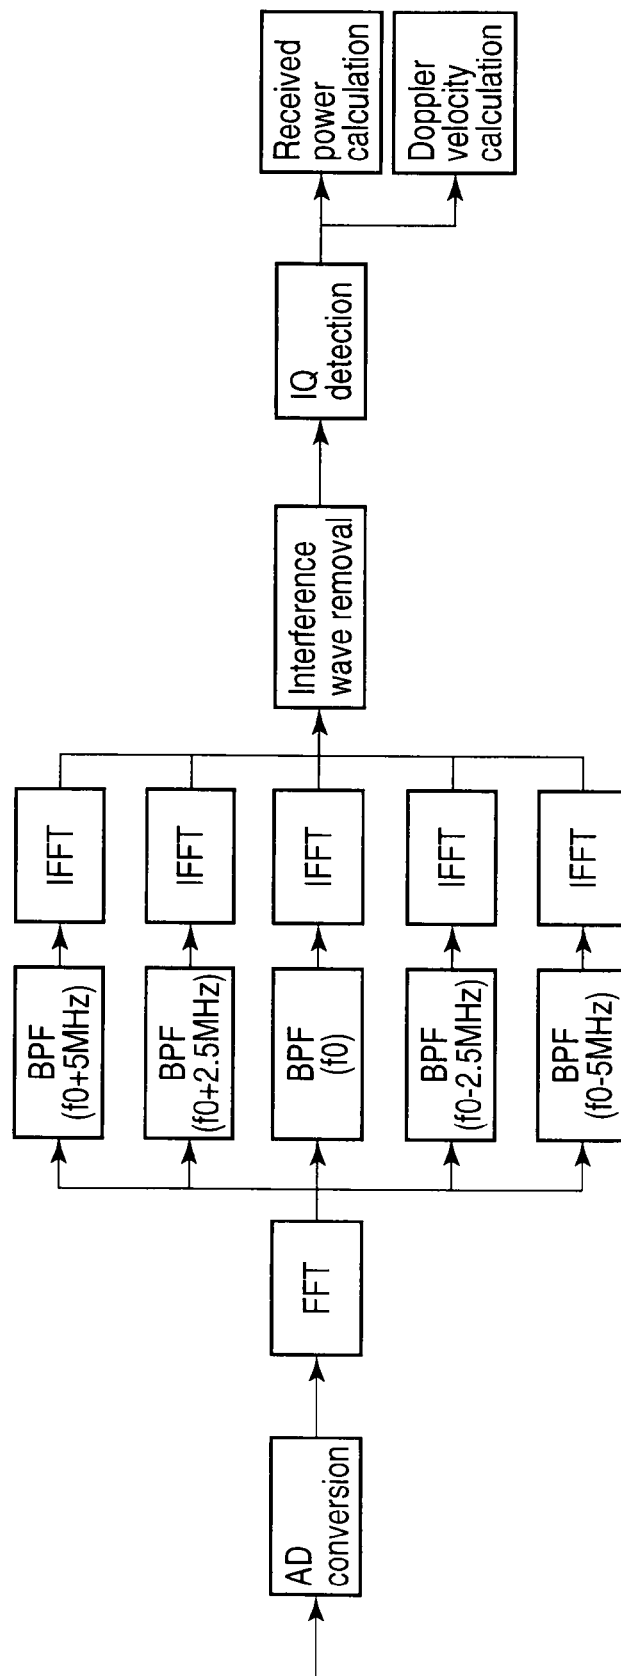 AD
conversion
FFT
BPF
(f0+5MHz)
BPF
(f0+2.5MHz)
BPF
(f0)
BPF
(f0-2.5MHz)
BPF
(f0-5MHz)
IFFT
IFFT
IFFT
IFFT
IFFT
Interference
wave removal
IQ
detection
Received
power
calculation
Doppler
velocity
calculation